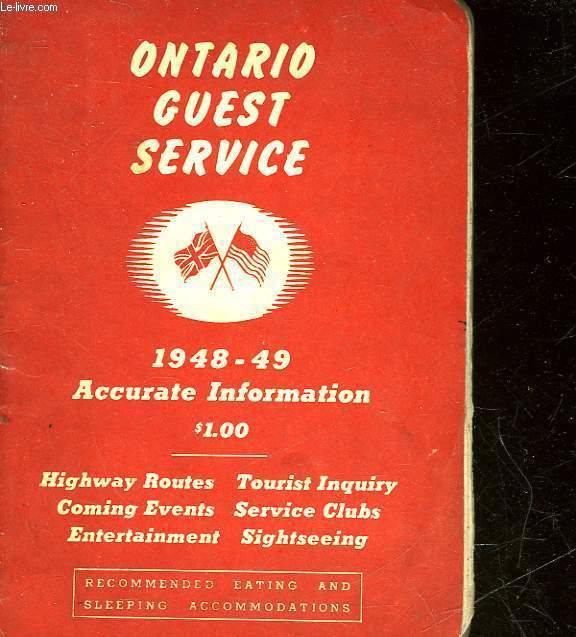 Le-livre.com
ONTARIO
GUEST
SERVICE
1948-49
Accurate Information
$1.00
Highway Routes Tourist Inquiry
Coming Events Service Clubs
Entertainment Sightseeing
RECOMMENDED EATING AND
SLEEPING ACCOMMODATIONS